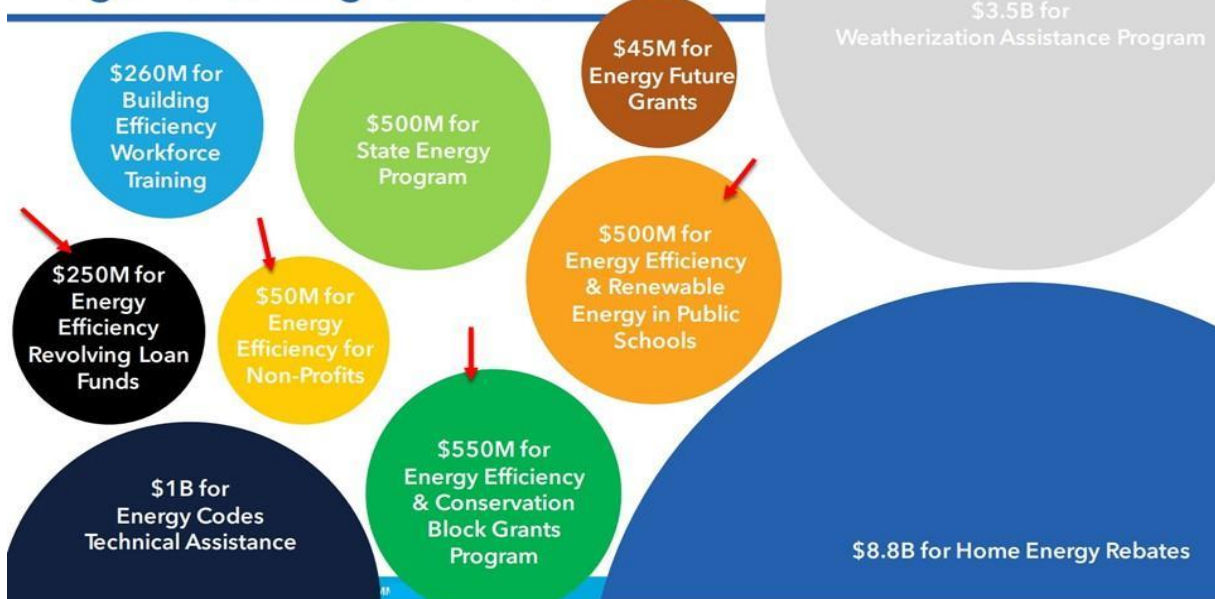 $3.5B for
Weatherization Assistance Program
$45M for
Energy Future
Grants
$260M for
Building
Efficiency
Workforce
Training
$500M for
State Energy
Program
$500M for
Energy Efficiency
& Renewable
Energy in Public
Schools
$250M for
Energy
Efficiency
Revolving Loan
Funds
$50M for
Energy
Efficiency for
Non-Profits
$550M for
Energy Efficiency
& Conservation
Block Grants
Program
$1B for
Energy Codes
Technical Assistance
$8.8B for Home Energy Rebates